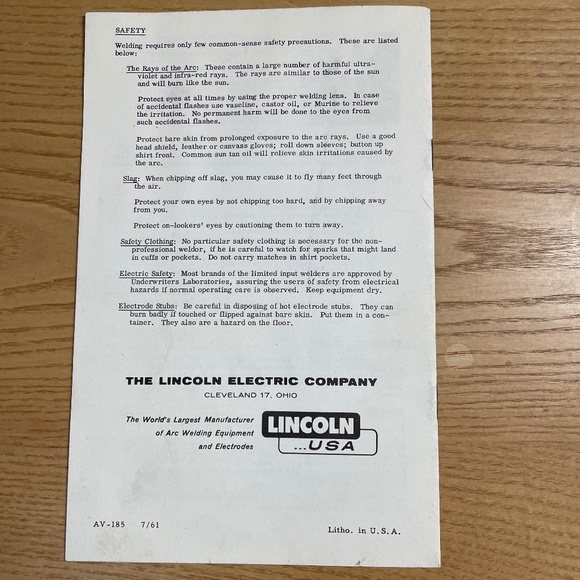 SAFETY
Welding requires only few common-sense safety precautions. These are listed
below:
The Rays of the Arc: These contain a large number of harmful ultra-
violet and infra-red rays. The rays are similar to those of the sun
and will burn like the sun.
Protect eyes at all times by using the proper welding lens. In case
of accidental flashes use vaseline, castor oil, or Murine to relieve
the irritation. No permanent harm will be done to the eyes from
such accidental flashes.
Protect bare skin from prolonged exposure to the arc rays. Use a good
head shield, leather or canvass gloves; roll down sleeves; button up
shirt front. Common sun tan oil will relieve skin irritations caused by
the arc.
Slag: When chipping off slag, you may cause it to fly many feet through
the air.
Protect your own eyes by not chipping too hard, and by chipping away
from you.
Protect on-lookers' eyes by cautioning them to turn away.
Safety Clothing: No particular safety clothing is necessary for the non-
professional weldor, if he is careful to watch for sparks that might land
in cuffs or pockets. Do not carry matches in shirt pockets.
Electric Safety: Most brands of the limited input welders are approved by
Underwriters Laboratories, assuring the users of safety from electrical
hazards if normal operating care is observed. Keep equipment dry.
Electrode Stubs: Be careful in disposing of hot electrode stubs. They can
burn badly if touched or flipped against bare skin. Put them in a con-
tainer. They also are a hazard on the floor.
THE LINCOLN ELECTRIC COMPANY
CLEVELAND 17, OHIO
The World's Largest Manufacturer
of Arc Welding Equipment
and Electrodes
LINCOLN
...USA
AV-185 7/61
Litho. in U.S.A.